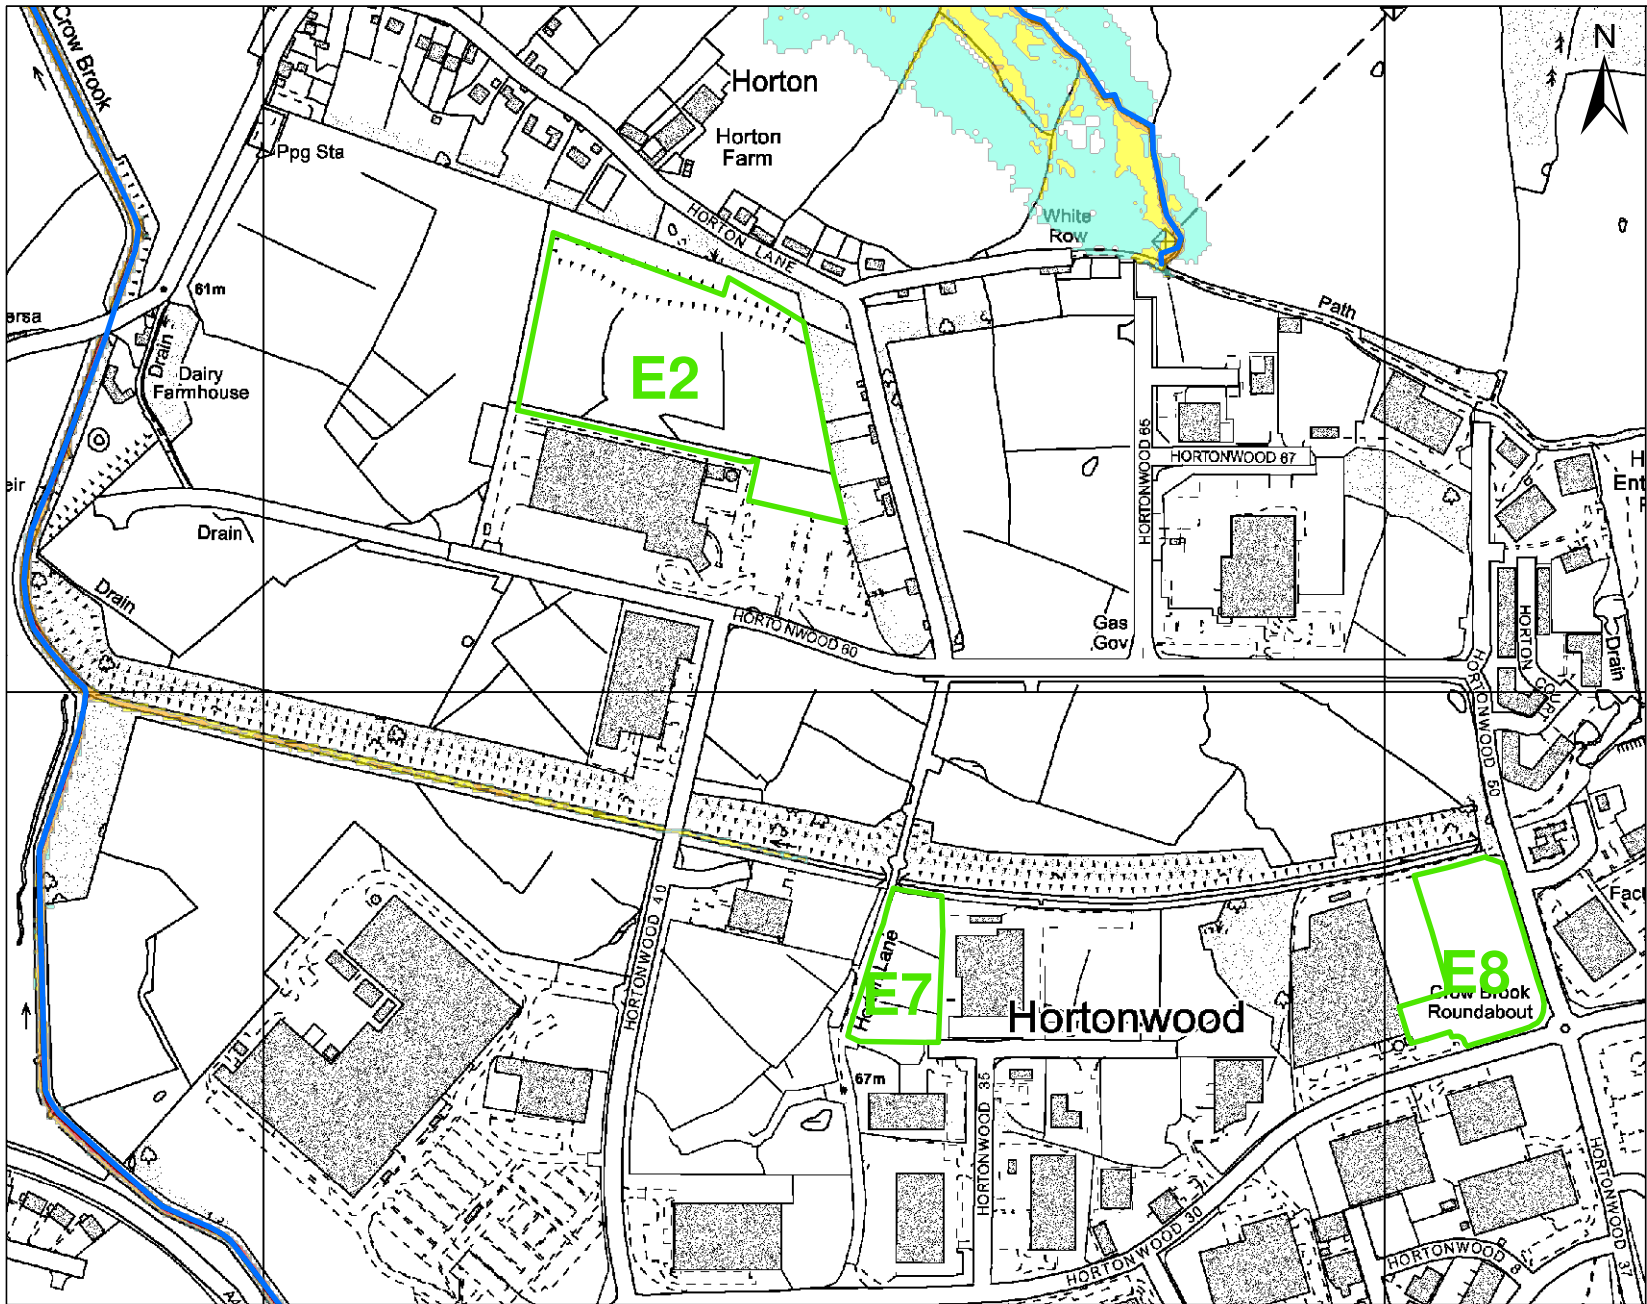 Crow Brook
N
Horton
Horton
Farm
Ppg Sta
HORTON LANE
White
Row
61m
Path
ersa
Drain
Dairy
Farmhouse
E2
HORTONWOOD 65
HORTONWOOD 67
H
Ent
eir
Drain
Drain
HORTONWOOD 60
Gas
Gov
HORTON COURT
Drain
HORTONWOOD 50
HORTONWOOD 40
Lane
E7
Hortonwood
E8
Crow Brook
Roundabout
Fact
67m
HORTONWOOD 35
HORTONWOOD 30
HORTONWOOD 8
HORTONWOOD 37